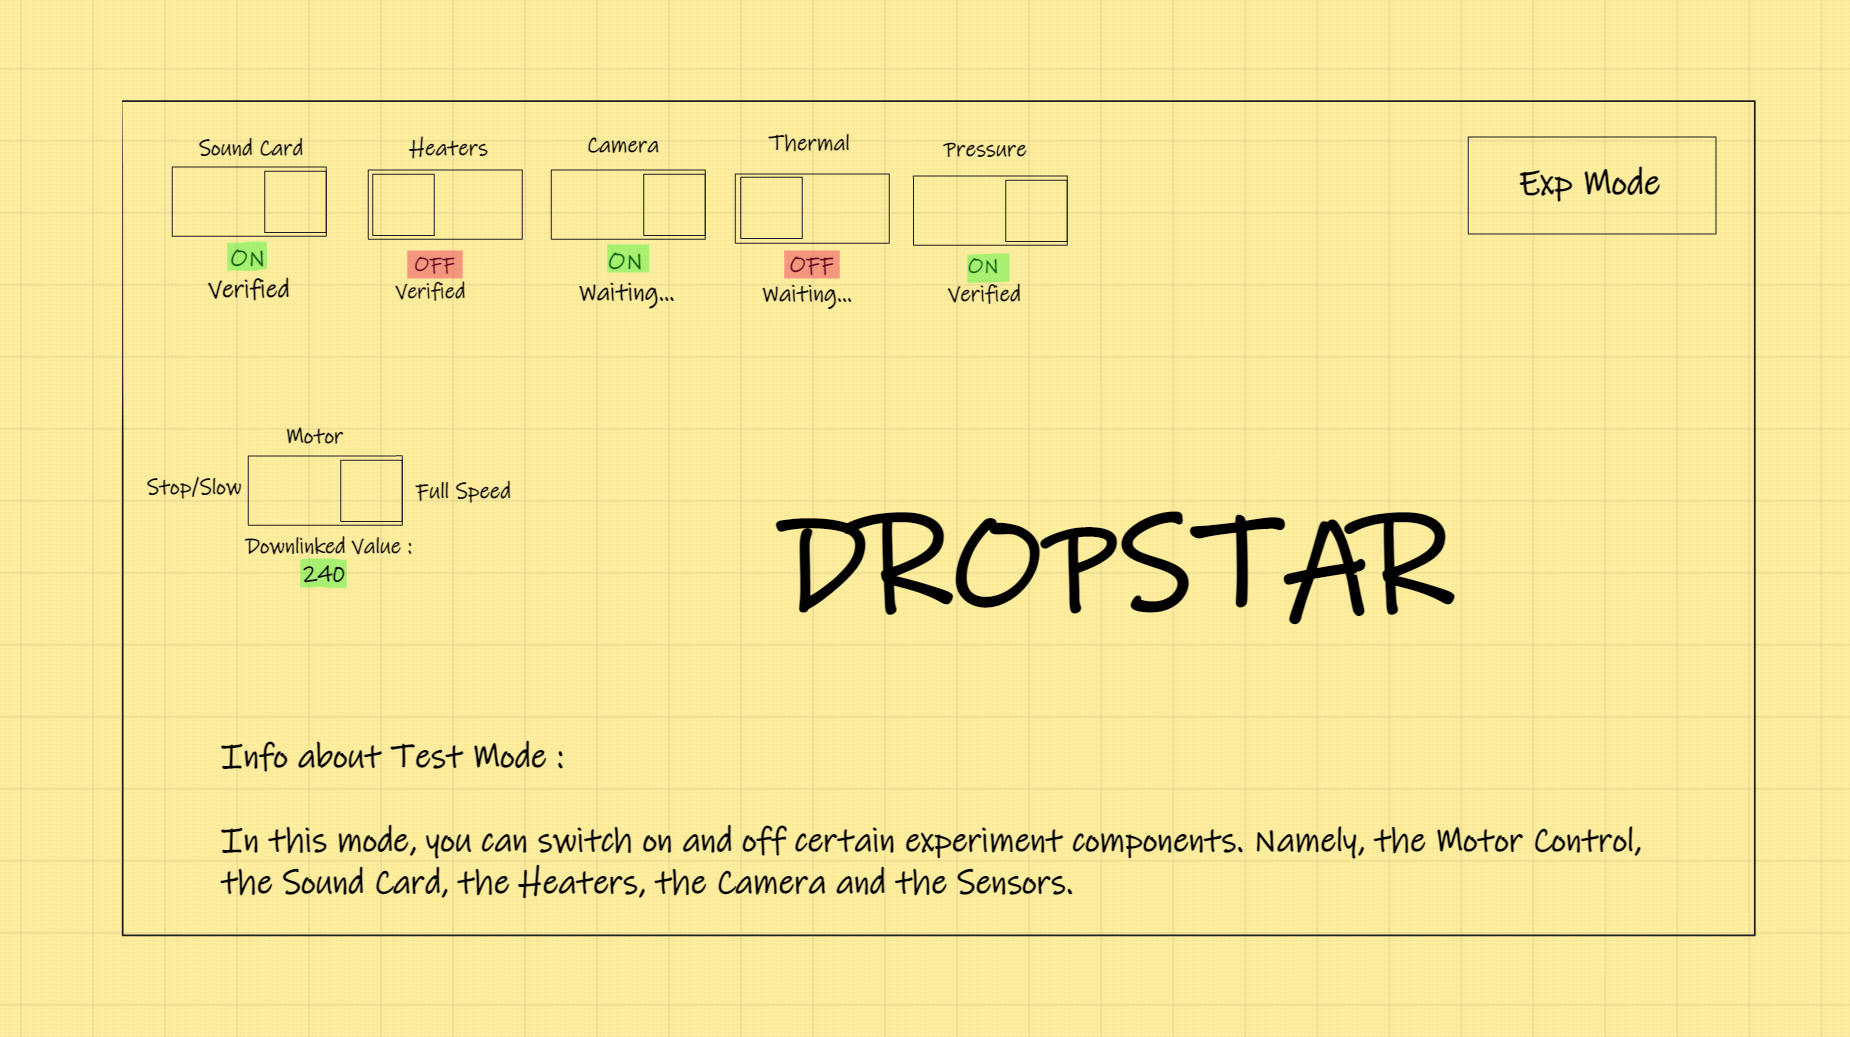 Sound Card
Heaters
Camera
Thermal
Pressure
Exp Mode
ON
OFF
ON
OFF
ON
Verified
Verified
Waiting...
Waiting...
Verified
Motor
Stop/Slow
Full Speed
Downlinked Value :
240
DROPSTAR
Info about Test Mode :
In this mode, you can switch on and off certain experiment components. Namely, the Motor Control,
the Sound Card, the Heaters, the Camera and the Sensors.